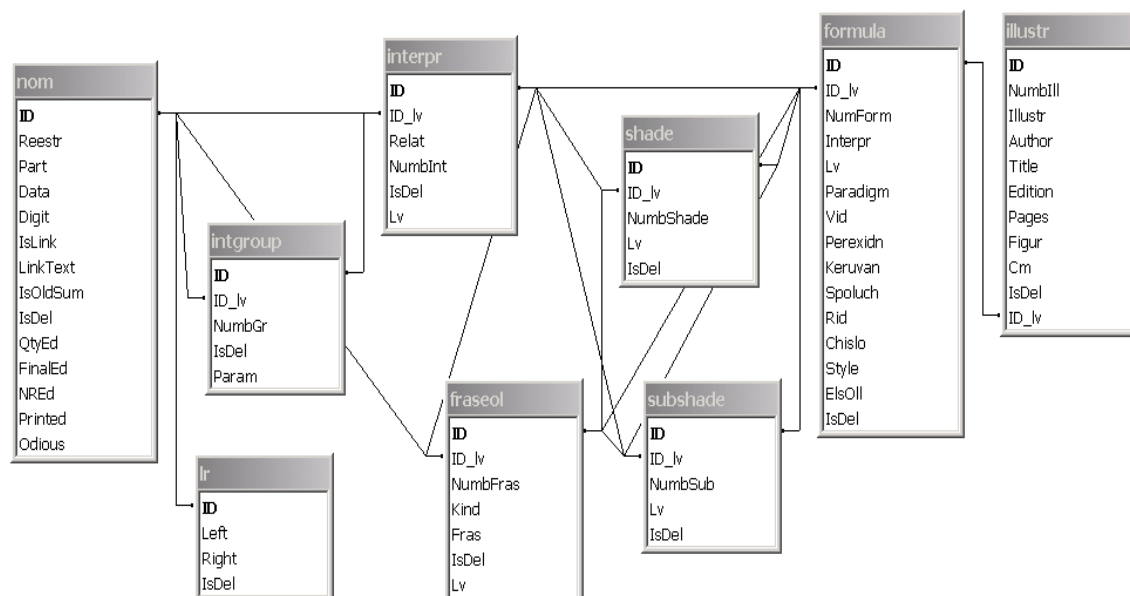 nom
ID
Reestr
Part
Data
Digit
IsLink
LinkText
IsOldSum
IsDel
QtyEd
FinalEd
NREd
Printed
Odious
intgroup
ID
ID_lv
NumbGr
IsDel
Param
lr
ID
Left
Right
IsDel
interpr
ID
ID_lv
Relat
NumbInt
IsDel
Lv
fraseol
ID
ID_lv
NumbFras
Kind
Fras
IsDel
Lv
shade
ID
ID_lv
NumbShade
Lv
IsDel
subshade
ID
ID_lv
NumbSub
Lv
IsDel
formula
ID
ID_lv
NumForm
Interpr
Lv
Paradigm
Vid
Perexidn
Keruvan
Spoluch
Rid
Chislo
Style
ElsOll
IsDel
illustr
ID
NumbIll
Illustr
Author
Title
Edition
Pages
Figur
Cm
IsDel
ID_lv